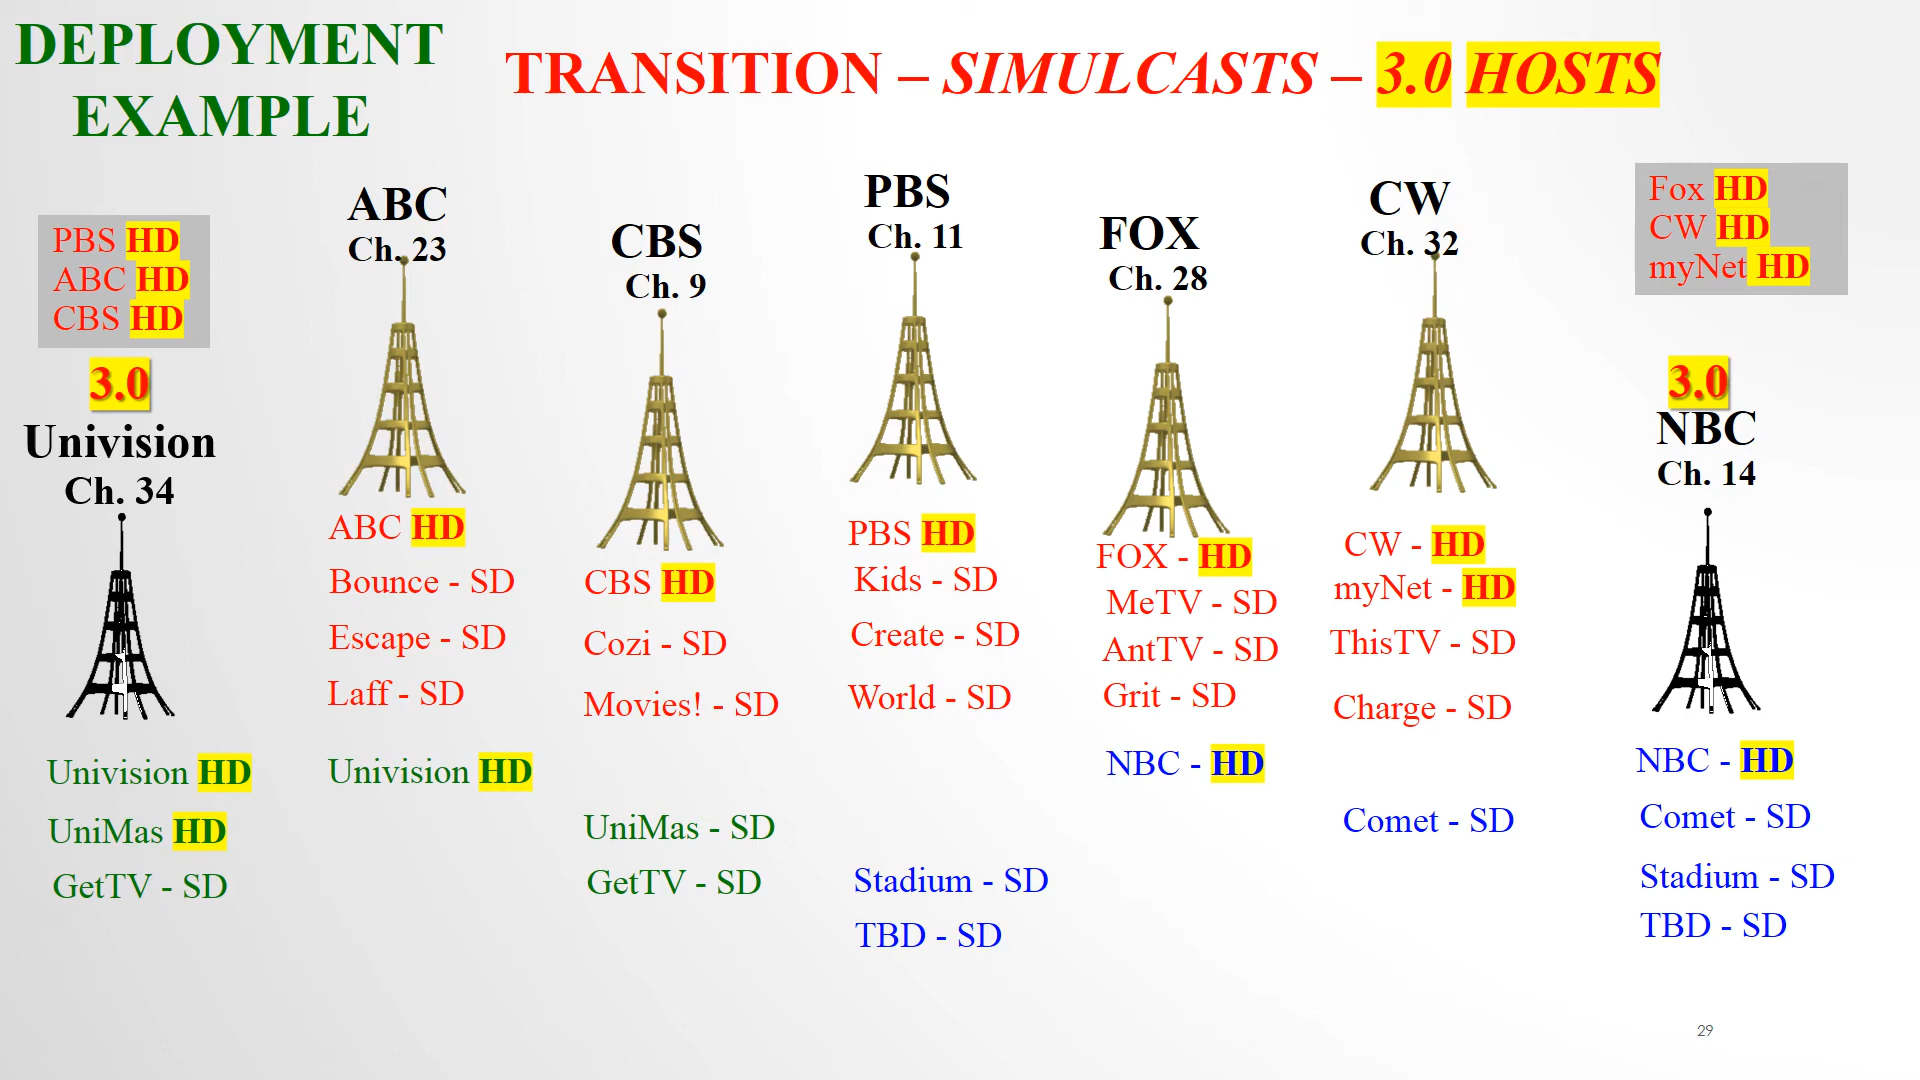 DEPLOYMENT
EXAMPLE
TRANSITION – SIMULCASTS – 3.0 HOSTS
PBS HD
ABC HD
CBS HD
3.0
Univision
Ch. 34
Univision HD
UniMas HD
GetTV - SD
ABC
Ch. 23
ABC HD
Bounce - SD
Escape - SD
Laff - SD
Univision HD
CBS
Ch. 9
CBS HD
Cozi - SD
Movies! - SD
UniMas - SD
GetTV - SD
PBS
Ch. 11
PBS HD
Kids - SD
Create - SD
World - SD
Stadium - SD
TBD - SD
FOX
Ch. 28
FOX - HD
MeTV - SD
AntTV - SD
Grit - SD
NBC - HD
CW
Ch. 32
CW - HD
myNet - HD
ThisTV - SD
Charge - SD
Comet - SD
Fox HD
CW HD
myNet HD
3.0
NBC
Ch. 14
NBC - HD
Comet - SD
Stadium - SD
TBD - SD
29